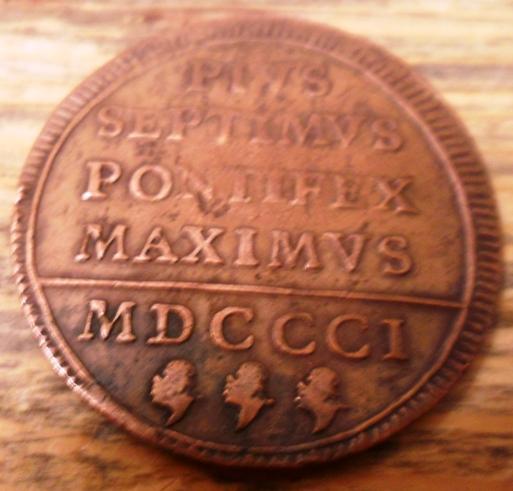 PIVS
SEPTIMVS
PONTIFEX
MAXIMVS
MDCCCI